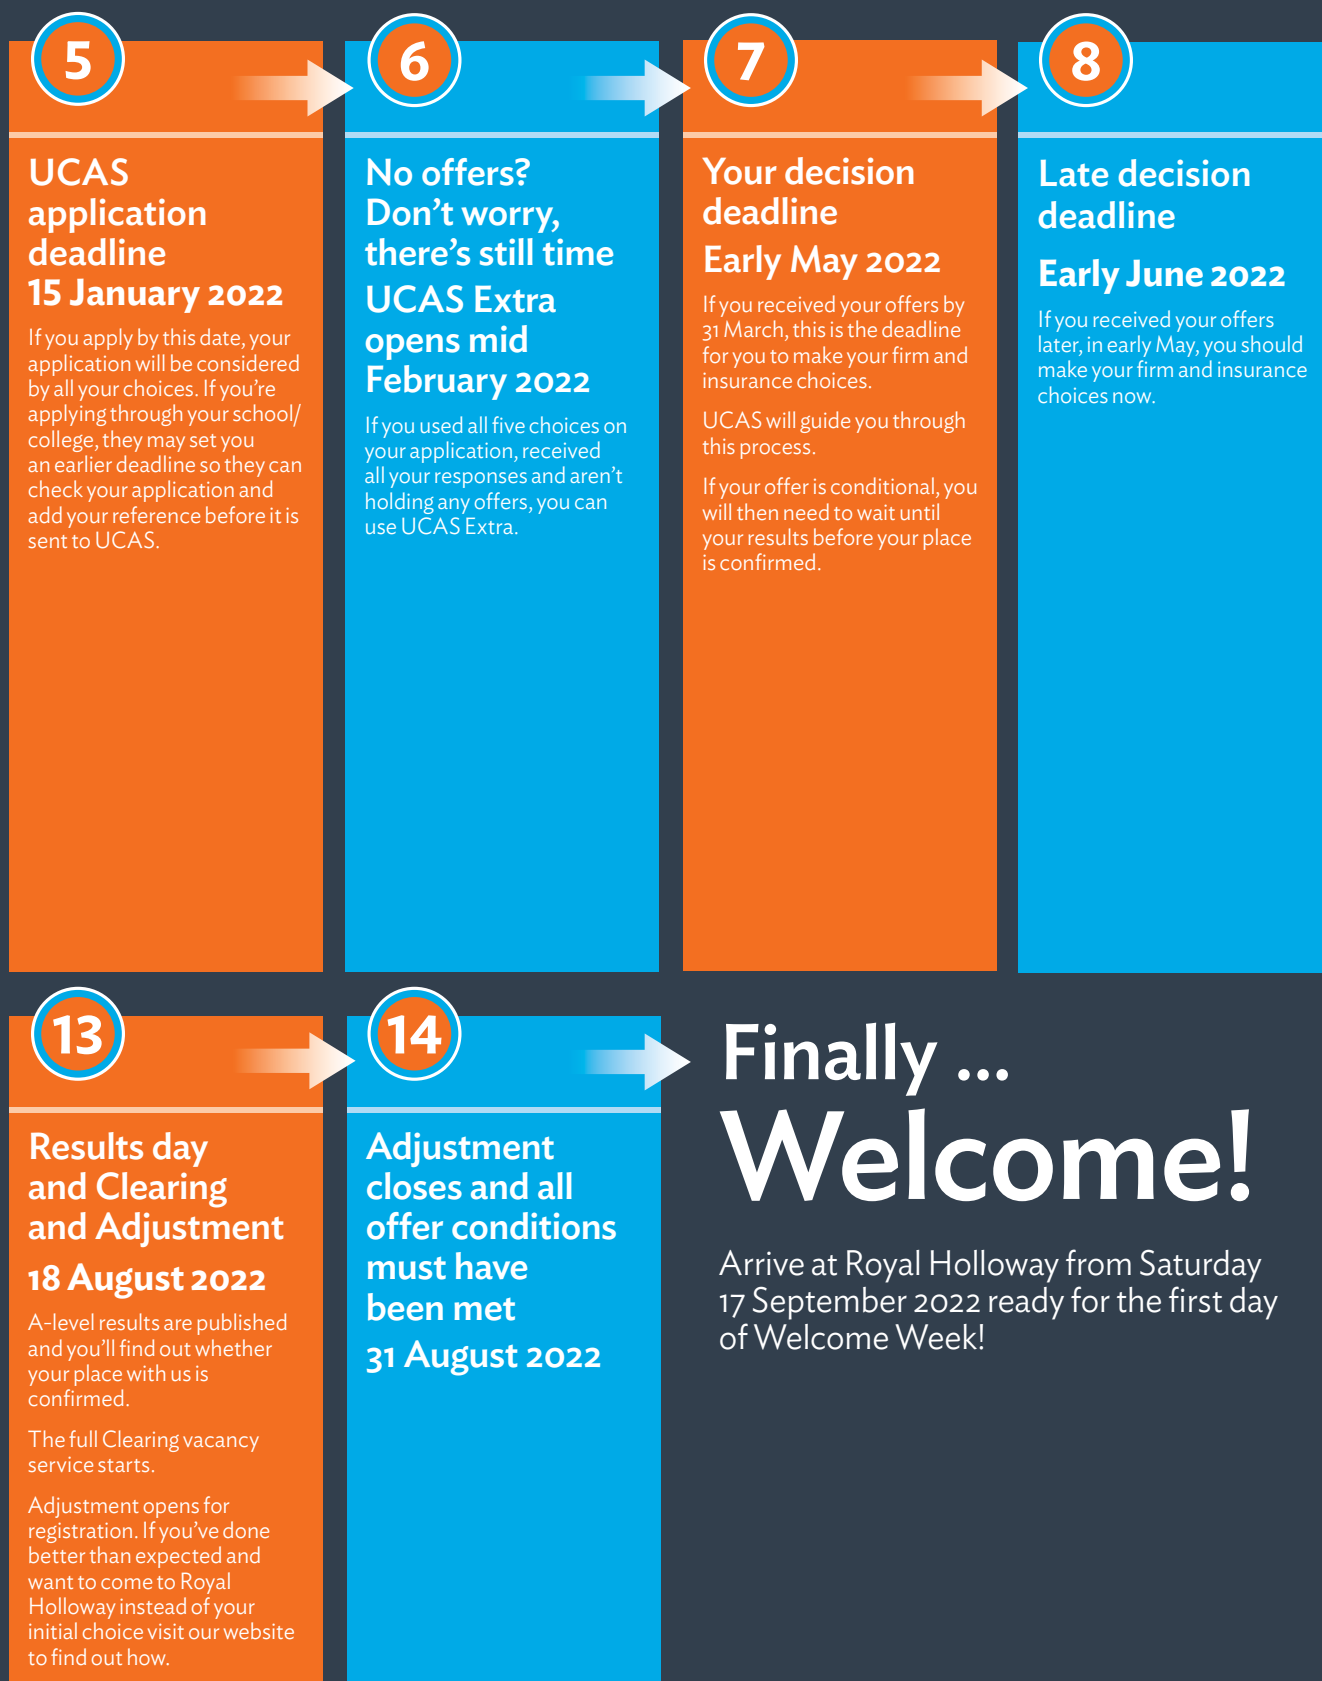 5
UCAS
application
deadline
15 January 2022
If you apply by this date, your
application will be considered
by all your choices. If you’re
applying through your school/
college, they may set you
an earlier deadline so they can
check your application and
add your reference before it is
sent to UCAS.
6
No offers?
Don’t worry,
there’s still time
UCAS Extra
opens mid
February 2022
If you used all five choices on
your application, received
all your responses and aren’t
holding any offers, you can
use UCAS Extra.
7
Your decision
deadline
Early May 2022
If you received your offers by
31 March, this is the deadline
for you to make your firm and
insurance choices.
UCAS will guide you through
this process.
If your offer is conditional, you
will then need to wait until
your results before your place
is confirmed.
8
Late decision
deadline
Early June 2022
If you received your offers
later, in early May, you should
make your firm and insurance
choices now.
13
Results day
and Clearing
and Adjustment
18 August 2022
A-level results are published
and you’ll find out whether
your place with us is
confirmed.
The full Clearing vacancy
service starts.
Adjustment opens for
registration. If you’ve done
better than expected and
want to come to Royal
Holloway instead of your
initial choice visit our website
to find out how.
14
Adjustment
closes and all
offer conditions
must have
been met
31 August 2022
Finally ...
Welcome!
Arrive at Royal Holloway from Saturday
17 September 2022 ready for the first day
of Welcome Week!